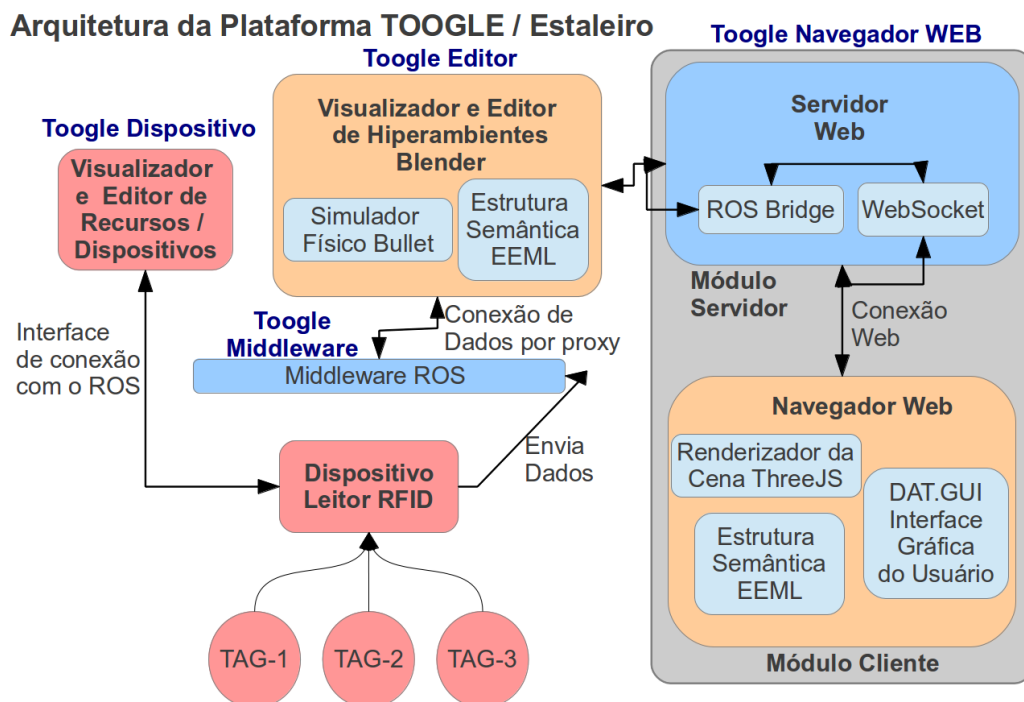 Arquitetura da Plataforma TOOGLE / Estaleiro
Toogle Navegador WEB
Toogle Editor
Toogle Dispositivo
Visualizador
e Editor de
Recursos /
Dispositivos
Visualizador e Editor
de Hiperambientes
Blender
Simulador
Físico Bullet
Estrutura
Semântica
EEML
Servidor
Web
ROS Bridge
WebSocket
Módulo
Servidor
Conexão
Web
Interface
de conexão
com o ROS
Toogle
Middleware
Conexão de
Dados por proxy
Middleware ROS
Envia
Dados
Dispositivo
Leitor RFID
TAG-1
TAG-2
TAG-3
Navegador Web
Renderizador da
Cena ThreeJS
Estrutura
Semântica
EEML
DAT.GUI
Interface
Gráfica
do Usuário
Módulo Cliente